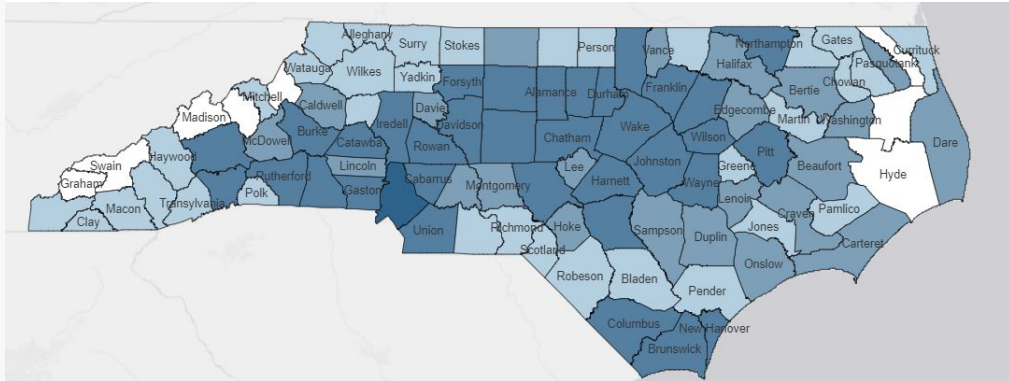 Alleghany
Surry
Stokes
Person
Vance
Northampton
Gates
Currituck
Pasquotank
Watauga
Wilkes
Yadkin
Forsyth
Alamance
Durham
Franklin
Halifax
Bertie
Chowan
Mitchell
Madison
Caldwell
Davie
Iredell
Davidson
Edgecombe
Martin
Washington
Burke
McDowell
Catawba
Rowan
Chatham
Wake
Wilson
Dare
Swain
Haywood
Lincoln
Rutherford
Gaston
Cabarrus
Montgomery
Lee
Harnett
Johnston
Wayne
Greene
Pitt
Beaufort
Hyde
Graham
Macon
Clay
Transylvania
Polk
Lenoir
Craven
Pamlico
Union
Richmond
Hoke
Scotland
Sampson
Duplin
Jones
Carteret
Onslow
Robeson
Bladen
Pender
Columbus
New Hanover
Brunswick